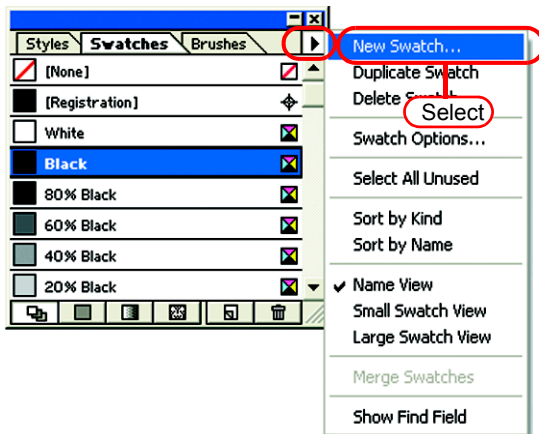 Styles Swatches Brushes
[None]
[Registration]
White
Black
80% Black
60% Black
40% Black
20% Black
New Swatch...
Duplicate Swatch
Delete Swatch
Select
Swatch Options...
Select All Unused
Sort by Kind
Sort by Name
Name View
Small Swatch View
Large Swatch View
Merge Swatches
Show Find Field